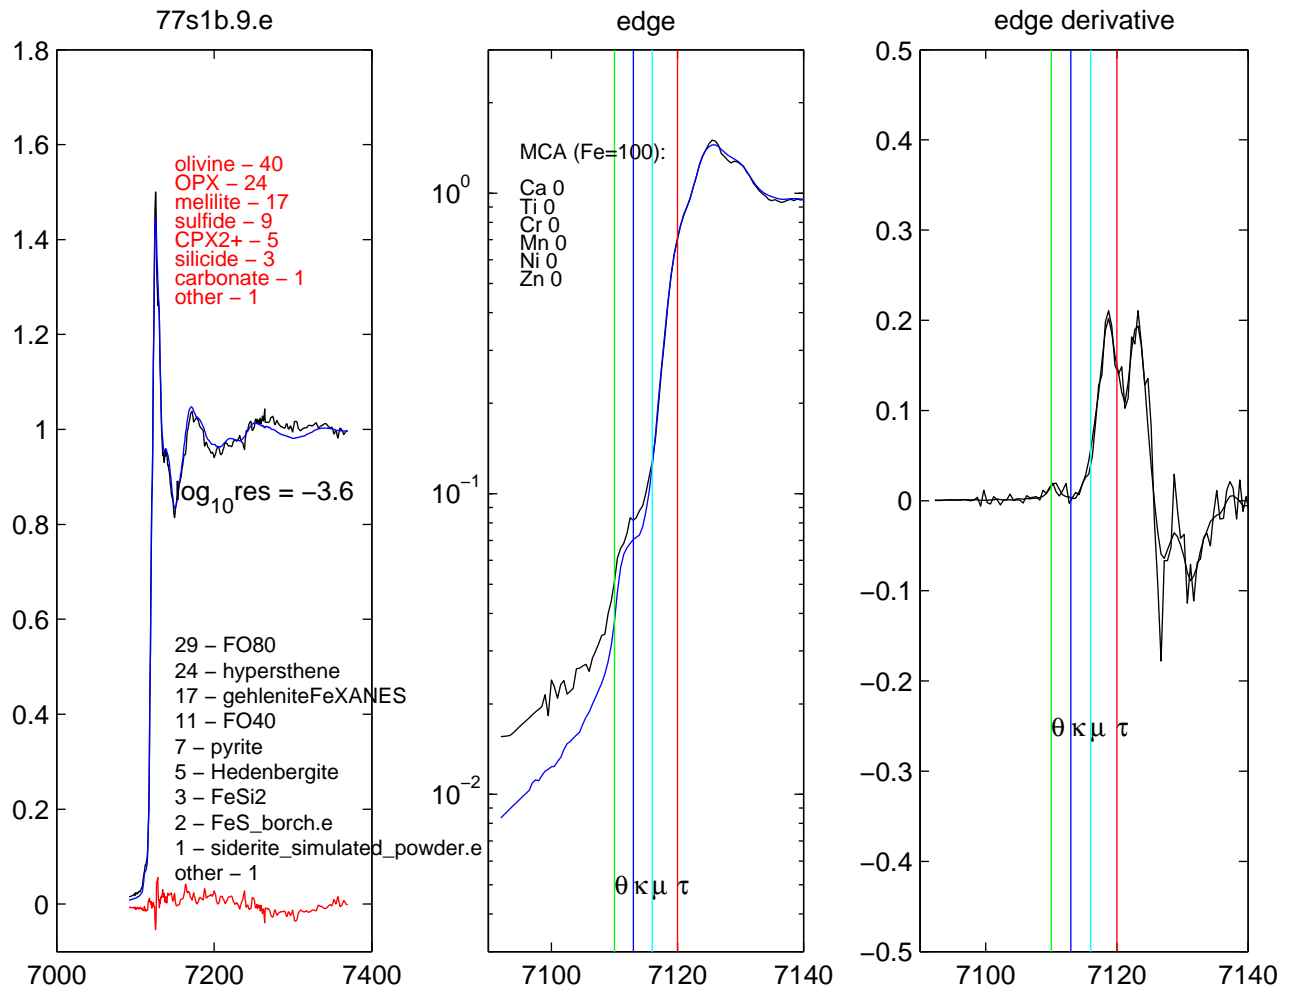 77s1b.9.e
1.8
1.6
1.4
1.2
1
0.8
0.6
0.4
0.2
0
7000
7200
7400
olivine − 40
OPX − 24
melilite − 17
sulfide − 9
CPX2+ − 5
silicide − 3
carbonate − 1
other − 1
log10res = −3.6
29 − FO80
24 − hypersthene
17 − gehleniteFeXANES
11 − FO40
7 − pyrite
5 − Hedenbergite
3 − FeSi2
2 − FeS_borch.e
1 − siderite_simulated_powder.e
other − 1
edge
MCA (Fe=100):
Ca 0
Ti 0
Cr 0
Mn 0
Ni 0
Zn 0
10^0
10^−1
10^−2
θ κ μ τ
7100
7120
7140
edge derivative
0.5
0.4
0.3
0.2
0.1
0
−0.1
−0.2
−0.3
−0.4
−0.5
θ κ μ τ
7100
7120
7140